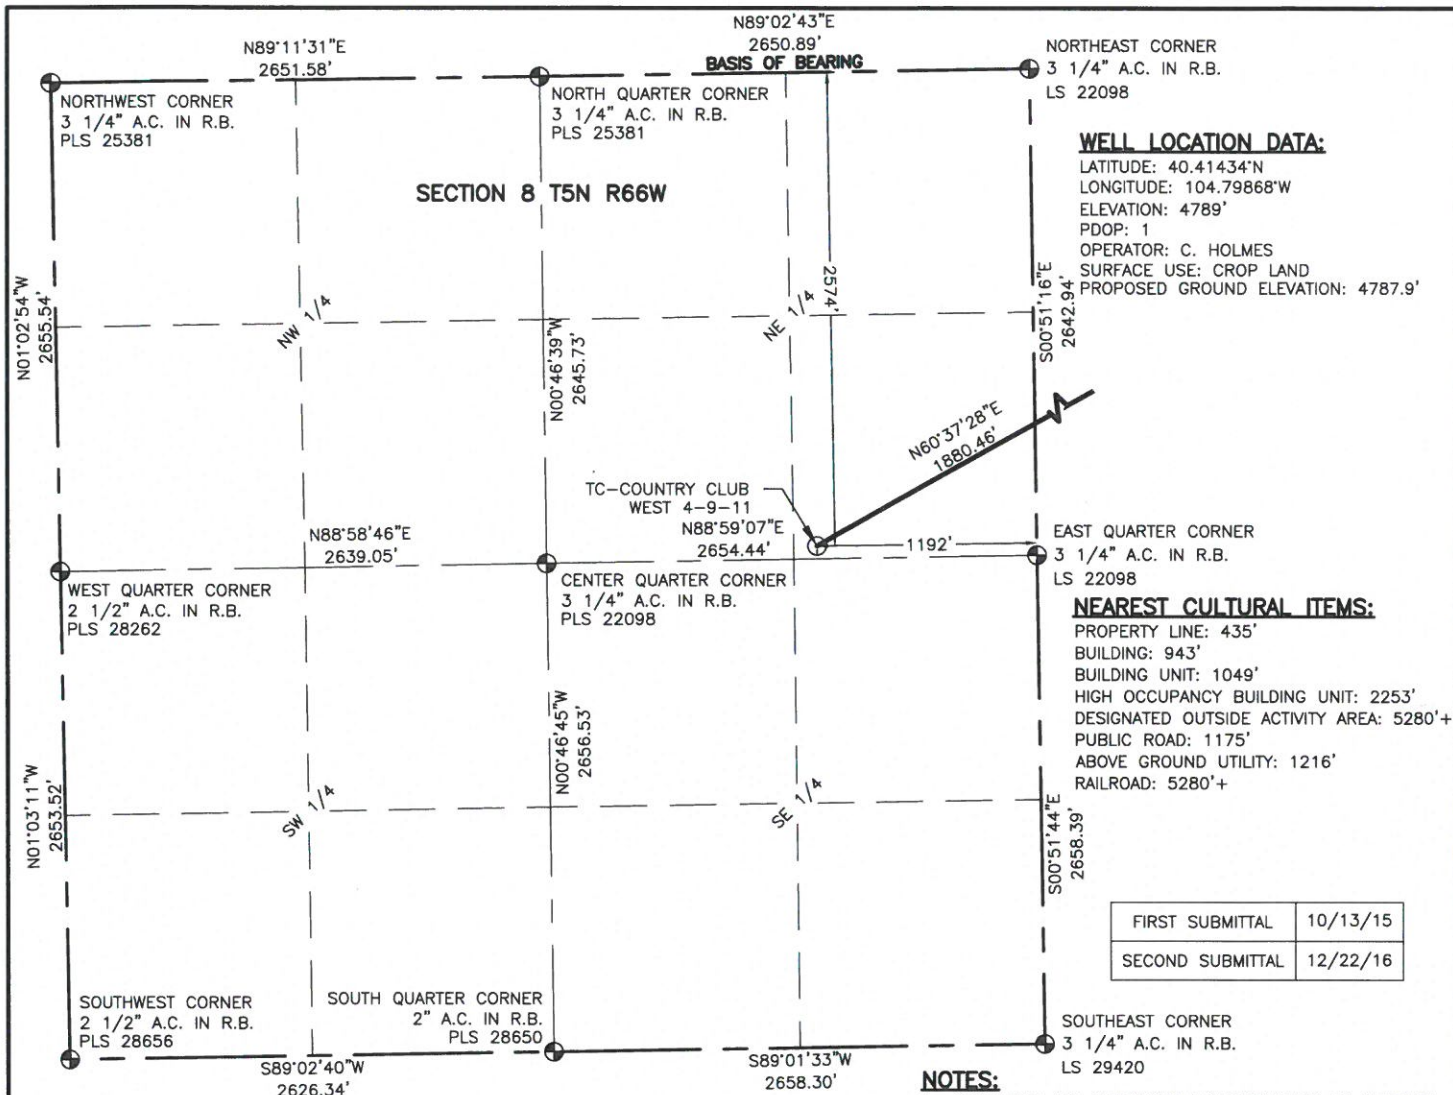 N89°02'43"E
2650.89'
BASIS OF BEARING
N89°11'31"E
2651.58'
NORTHEAST CORNER
3 1/4" A.C. IN R.B.
LS 22098
NORTHWEST CORNER
3 1/4" A.C. IN R.B.
PLS 25381
NORTH QUARTER CORNER
3 1/4" A.C. IN R.B.
PLS 25381
SECTION 8 T5N R66W
WELL LOCATION DATA:
LATITUDE: 40.41434°N
LONGITUDE: 104.79868°W
ELEVATION: 4789'
PDOP: 1
OPERATOR: C. HOLMES
SURFACE USE: CROP LAND
PROPOSED GROUND ELEVATION: 4787.9'
N01°02'54"W
2655.54'
NW 1/4
N00°46'39"W
2645.73'
NE 1/4
2574'
S00°51'16"E
2642.94'
N60°37'28"E
1880.46'
TC-COUNTRY CLUB
WEST 4-9-11
N88°59'07"E
2654.44'
1192'
N88°58'46"E
2639.05'
EAST QUARTER CORNER
3 1/4" A.C. IN R.B.
LS 22098
WEST QUARTER CORNER
2 1/2" A.C. IN R.B.
PLS 28262
CENTER QUARTER CORNER
3 1/4" A.C. IN R.B.
PLS 22098
NEAREST CULTURAL ITEMS:
PROPERTY LINE: 435'
BUILDING: 943'
BUILDING UNIT: 1049'
HIGH OCCUPANCY BUILDING UNIT: 2253'
DESIGNATED OUTSIDE ACTIVITY AREA: 5280'+
PUBLIC ROAD: 1175'
ABOVE GROUND UTILITY: 1216'
RAILROAD: 5280'+
N01°03'11"W
2653.52'
SW 1/4
N00°46'45"W
2656.53'
SE 1/4
S00°51'44"E
2658.39'
FIRST SUBMITTAL 10/13/15
SECOND SUBMITTAL 12/22/16
SOUTHWEST CORNER
2 1/2" A.C. IN R.B.
PLS 28656
SOUTH QUARTER CORNER
2" A.C. IN R.B.
PLS 28650
SOUTHEAST CORNER
3 1/4" A.C. IN R.B.
LS 29420
S89°02'40"W
2626.34'
S89°01'33"W
2658.30'
NOTES: